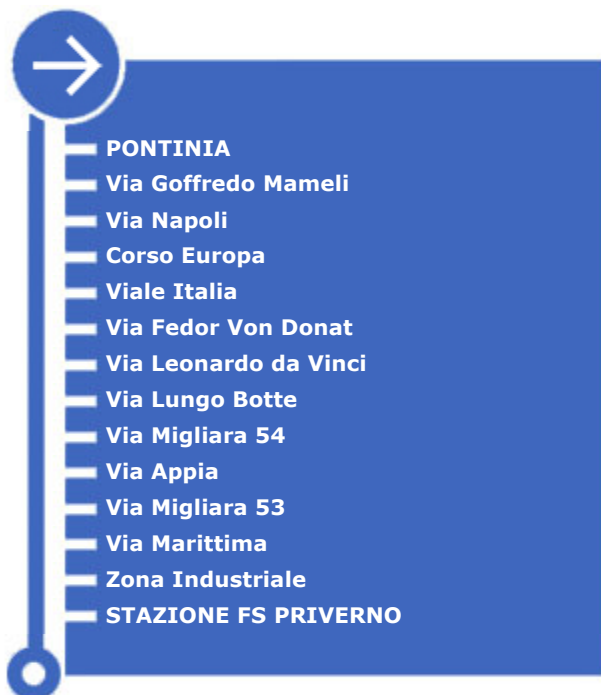 PONTINIA
Via Goffredo Mameli
Via Napoli
Corso Europa
Viale Italia
Via Fedor Von Donat
Via Leonardo da Vinci
Via Lungo Botte
Via Migliara 54
Via Appia
Via Migliara 53
Via Marittima
Zona Industriale
STAZIONE FS PRIVERNO